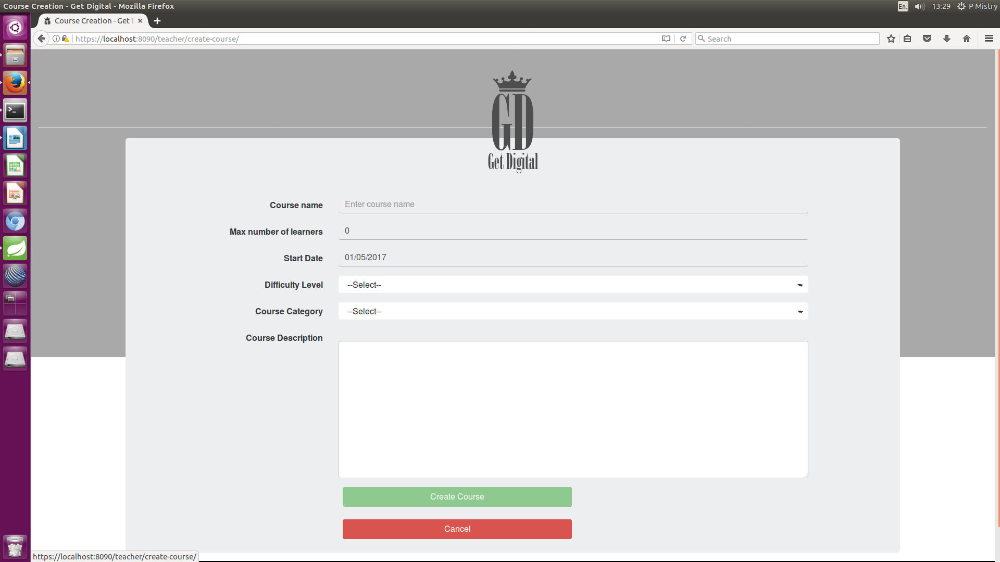 Course Creation - Get Digital - Mozilla Firefox
En1 13:29 P Mistry
Course Creation - Get D
https://localhost:8090/teacher/create-course/
Search
GD
Get Digital
Course name Enter course name
Max number of learners 0
Start Date 01/05/2017
Difficulty Level --Select--
Course Category --Select--
Course Description
Create Course
Cancel
https://localhost:8090/teacher/create-course/